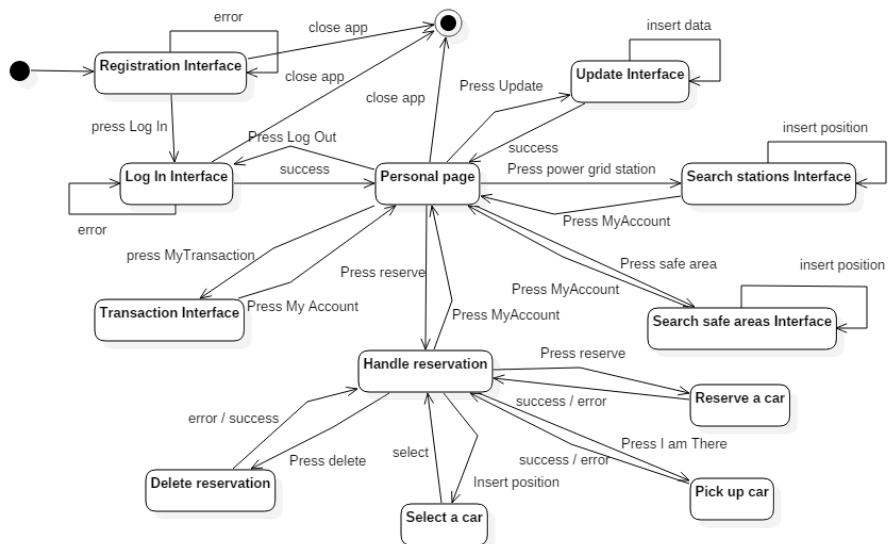 error
insert data
close app
Registration Interface
Update Interface
close app
Press Update
close app
press Log In
Press Log Out
success
insert position
Log In Interface
success
Personal page
Press power grid station
Search stations Interface
Press MyAccount
error
press MyTransaction
Press reserve
Press safe area
insert position
Press MyAccount
Transaction Interface
Press My Account
Press MyAccount
Search safe areas Interface
Handle reservation
Press reserve
Reserve a car
success / error
error / success
Press I am There
select
Press delete
success / error
Delete reservation
Insert position
Pick up car
Select a car